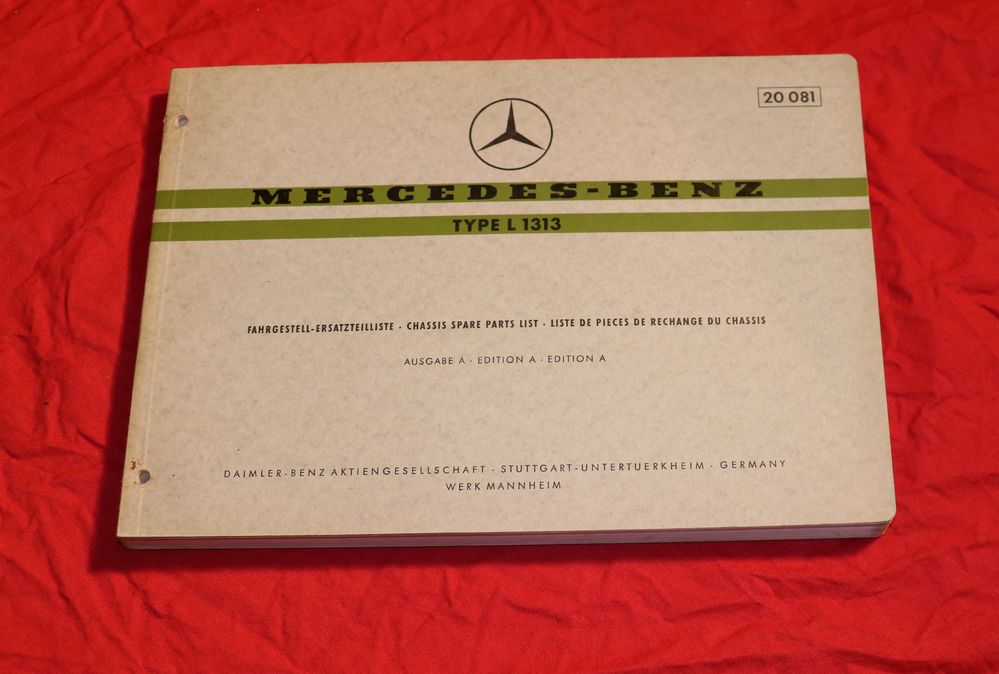 20 081
MERCEDES-BENZ
TYPE L 1313
FAHRGESTELL-ERSATZTEILLISTE · CHASSIS SPARE PARTS LIST · LISTE DE PIECES DE RECHANGE DU CHASSIS
AUSGABE A · EDITION A · EDITION A
DAIMLER-BENZ AKTIENGESELLSCHAFT · STUTTGART-UNTERTUERKHEIM · GERMANY
WERK MANNHEIM